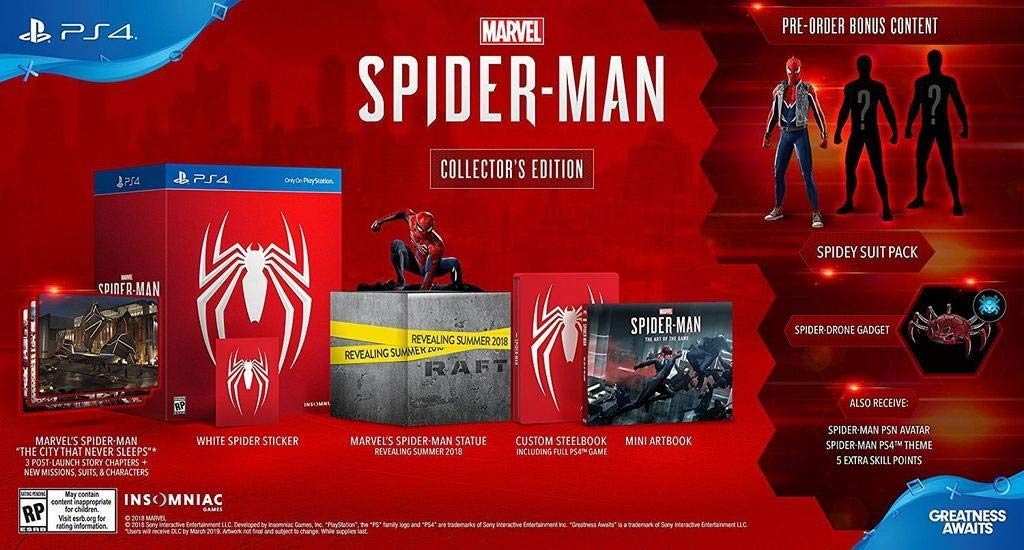 PS4
MARVEL
SPIDER-MAN
COLLECTOR'S EDITION
PRE-ORDER BONUS CONTENT
?
?
SPIDEY SUIT PACK
SPIDER-DRONE GADGET
ALSO RECEIVE:
SPIDER-MAN PSN AVATAR
SPIDER-MAN PS4™ THEME
5 EXTRA SKILL POINTS
PS4
PS4
Only On PlayStation.
MARVEL
SPIDER-MAN
REVEALING SUMMER 2018
REVEALING SUMMER
RAFT
MARVEL
SPIDER-MAN
THE ART OF THE GAME
RP
INSOMNI
MARVEL'S SPIDER-MAN
"THE CITY THAT NEVER SLEEPS"*
3 POST-LAUNCH STORY CHAPTERS +
NEW MISSIONS, SUITS, & CHARACTERS
WHITE SPIDER STICKER
MARVEL'S SPIDER-MAN STATUE
REVEALING SUMMER 2018
CUSTOM STEELBOOK
INCLUDING FULL PS4™ GAME
MINI ARTBOOK
RATING PENDING
RP
ESRB
May contain
content inappropriate
for children.
Visit esrb.org for
rating information.
INSOMNIAC
GAMES
© 2018 MARVEL
© 2018 Sony Interactive Entertainment LLC. Developed by Insomniac Games, Inc. "PlayStation", the "PS" family logo and "PS4" are trademarks of Sony Interactive Entertainment Inc. "Greatness Awaits" is a trademark of Sony Interactive Entertainment LLC.
*Users will receive DLC by March 2019. Artwork not final and subject to change. While supplies last.
GREATNESS
AWAITS